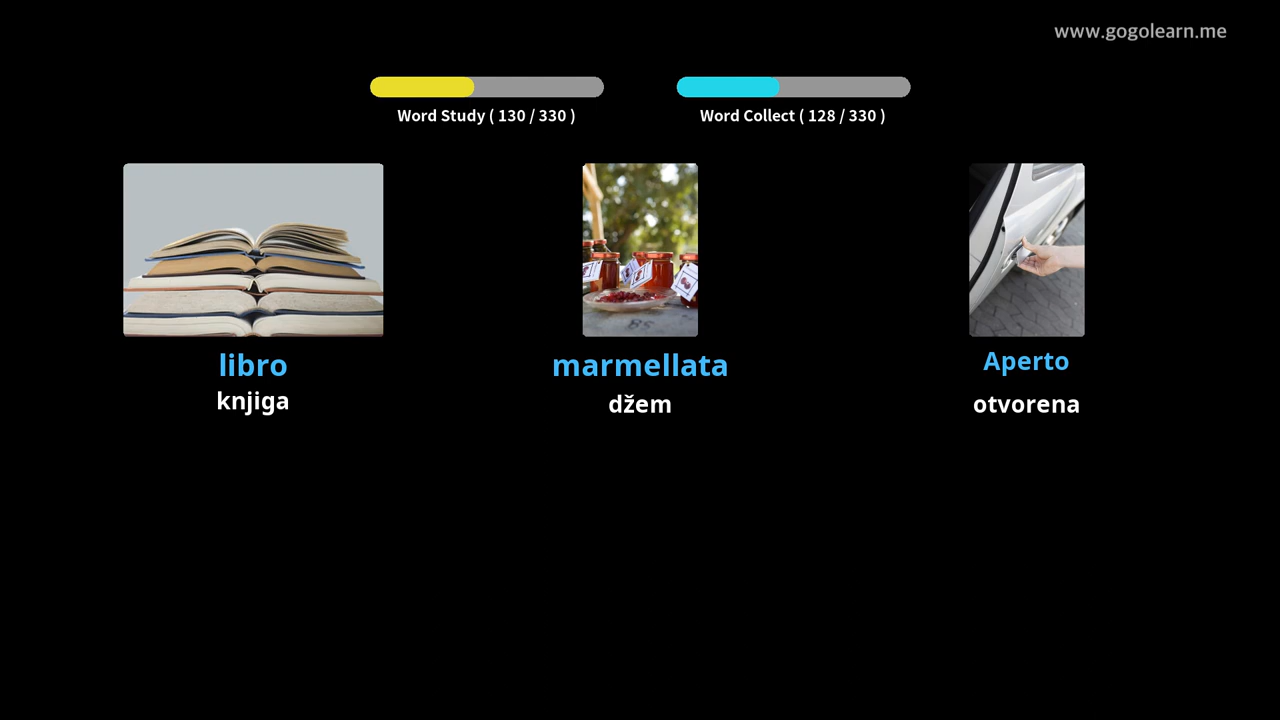 www.gogolearn.me
Word Study ( 130 / 330 )
Word Collect ( 128 / 330 )
libro
knjiga
marmellata
džem
Aperto
otvorena